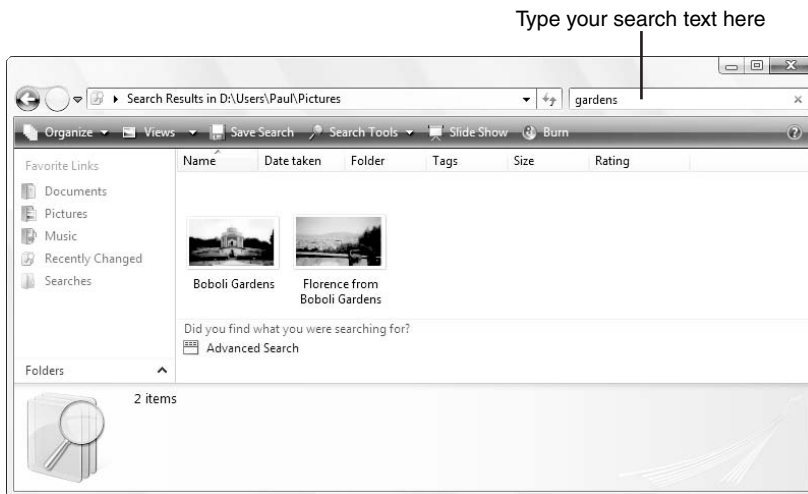 Type your search text here
Search Results in D:\Users\Paul\Pictures
gardens
Organize Views Save Search Search Tools Slide Show Burn
Favorite Links
Documents
Pictures
Music
Recently Changed
Searches
Folders
Name Date taken Folder Tags Size Rating
Boboli Gardens
Florence from
Boboli Gardens
Did you find what you were searching for?
Advanced Search
2 items